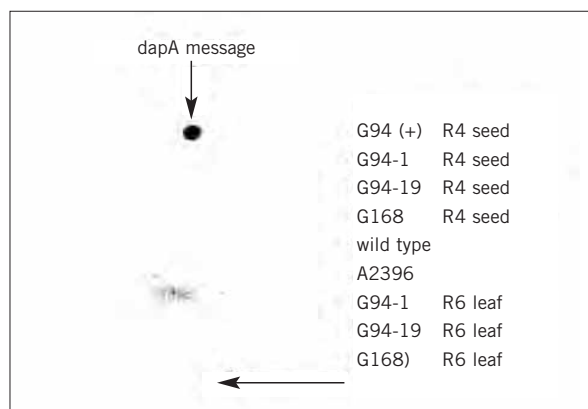 dapA message
G94 (+) R4 seed
G94-1 R4 seed
G94-19 R4 seed
G168 R4 seed
wild type
A2396
G94-1 R6 leaf
G94-19 R6 leaf
G168) R6 leaf